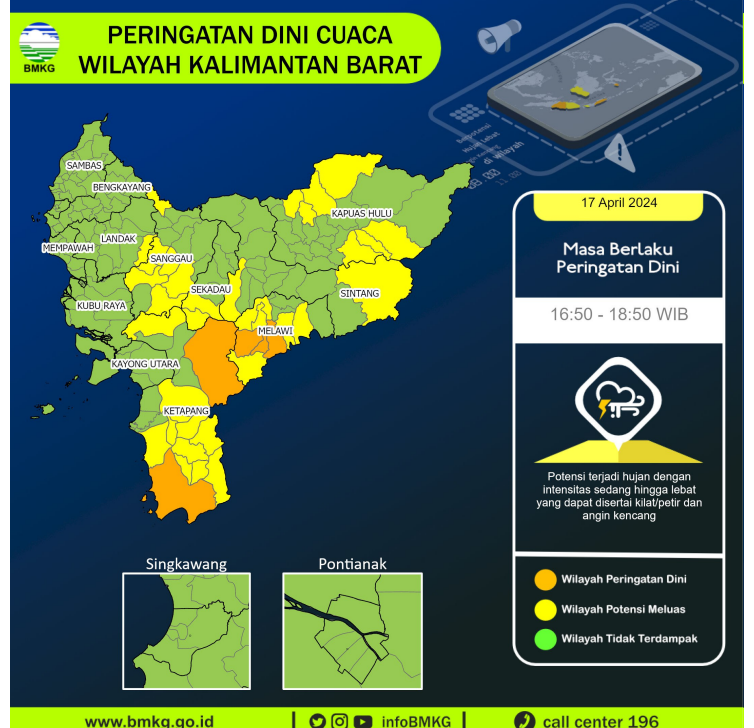 PERINGATAN DINI CUACA
WILAYAH KALIMANTAN BARAT
BMKG
di wilayah
SAMBAS
BENGKAYANG
KAPUAS HULU
LANDAK
MEMPAWAH
SANGGAU
SEKADAU
SINTANG
KUBU RAYA
MELAWI
KAYONG UTARA
KETAPANG
17 April 2024
Masa Berlaku
Peringatan Dini
16:50 - 18:50 WIB
Potensi terjadi hujan dengan
intensitas sedang hingga lebat
yang dapat disertai kilat/petir dan
angin kencang
Wilayah Peringatan Dini
Wilayah Potensi Meluas
Wilayah Tidak Terdampak
Singkawang
Pontianak
www.bmkg.go.id
infoBMKG
call center 196